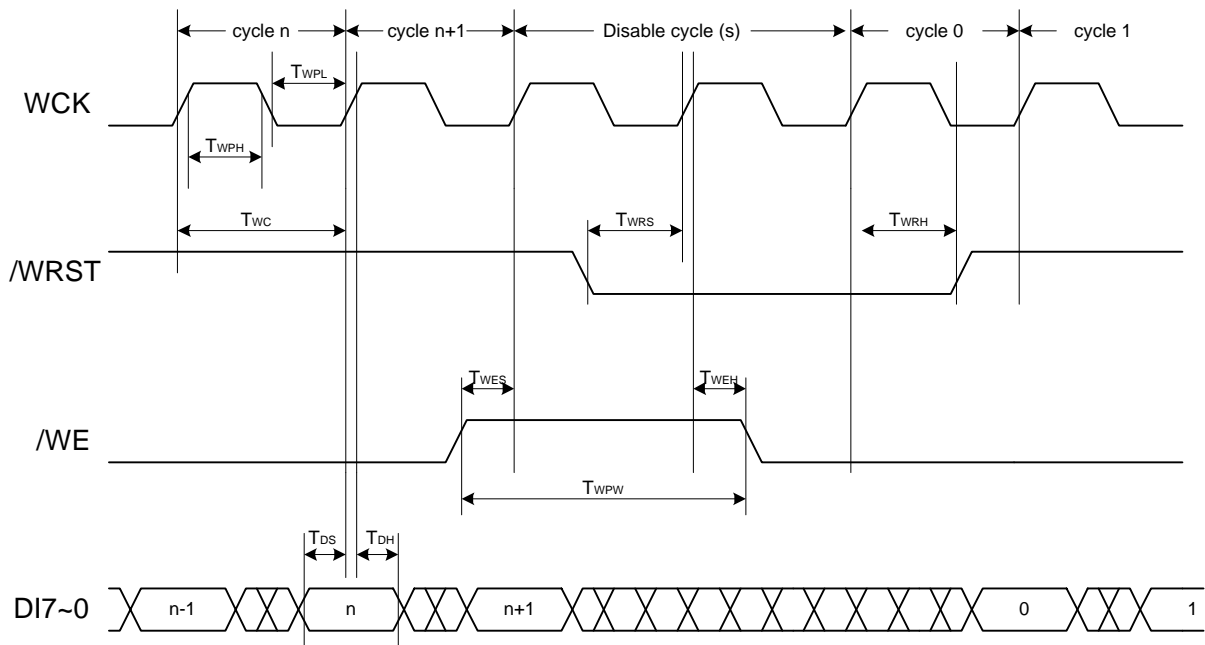 cycle n
cycle n+1
Disable cycle (s)
cycle 0
cycle 1
TWPL
WCK
TWPH
TWC
TWRS
TWRH
/WRST
TWES
TWEH
/WE
TWPW
TDS
TDH
DI7~0
n-1
n
n+1
0
1